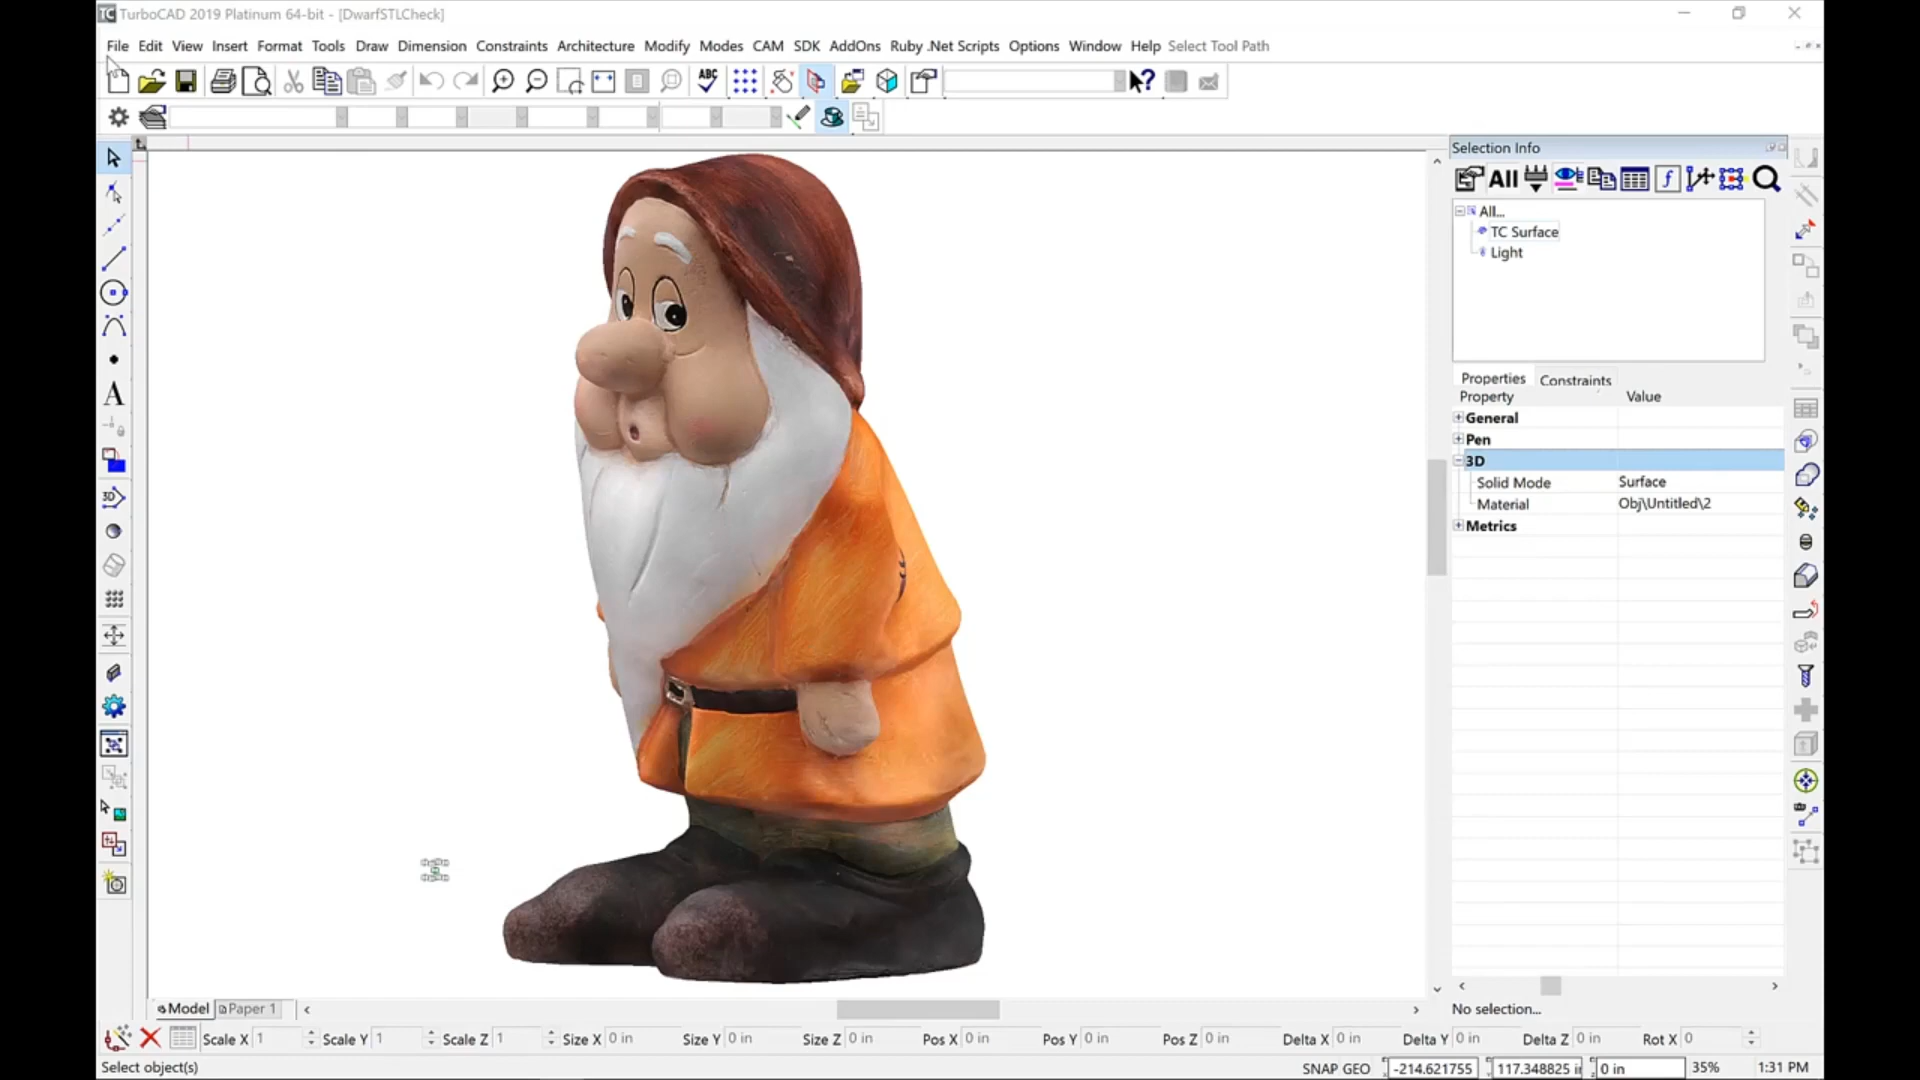 TC TurboCAD 2019 Platinum 64-bit - [DwarfSTLCheck]
File Edit View Insert Format Tools Draw Dimension Constraints Architecture Modify Modes CAM SDK AddOns Ruby .Net Scripts Options Window Help Select Tool Path
ABC
?
Selection Info
All f
All...
TC Surface
Light
Properties Constraints
Property Value
General
Pen
3D
Solid Mode Surface
Material Obj\Untitled\2
Metrics
A
3D
Model Paper 1
No selection...
Scale X 1 Scale Y 1 Scale Z 1 Size X 0 in Size Y 0 in Size Z 0 in Pos X 0 in Pos Y 0 in Pos Z 0 in Delta X 0 in Delta Y 0 in Delta Z 0 in Rot X 0
Select object(s) SNAP GEO -214.621755 117.348825 i 0 in 35% 1:31 PM